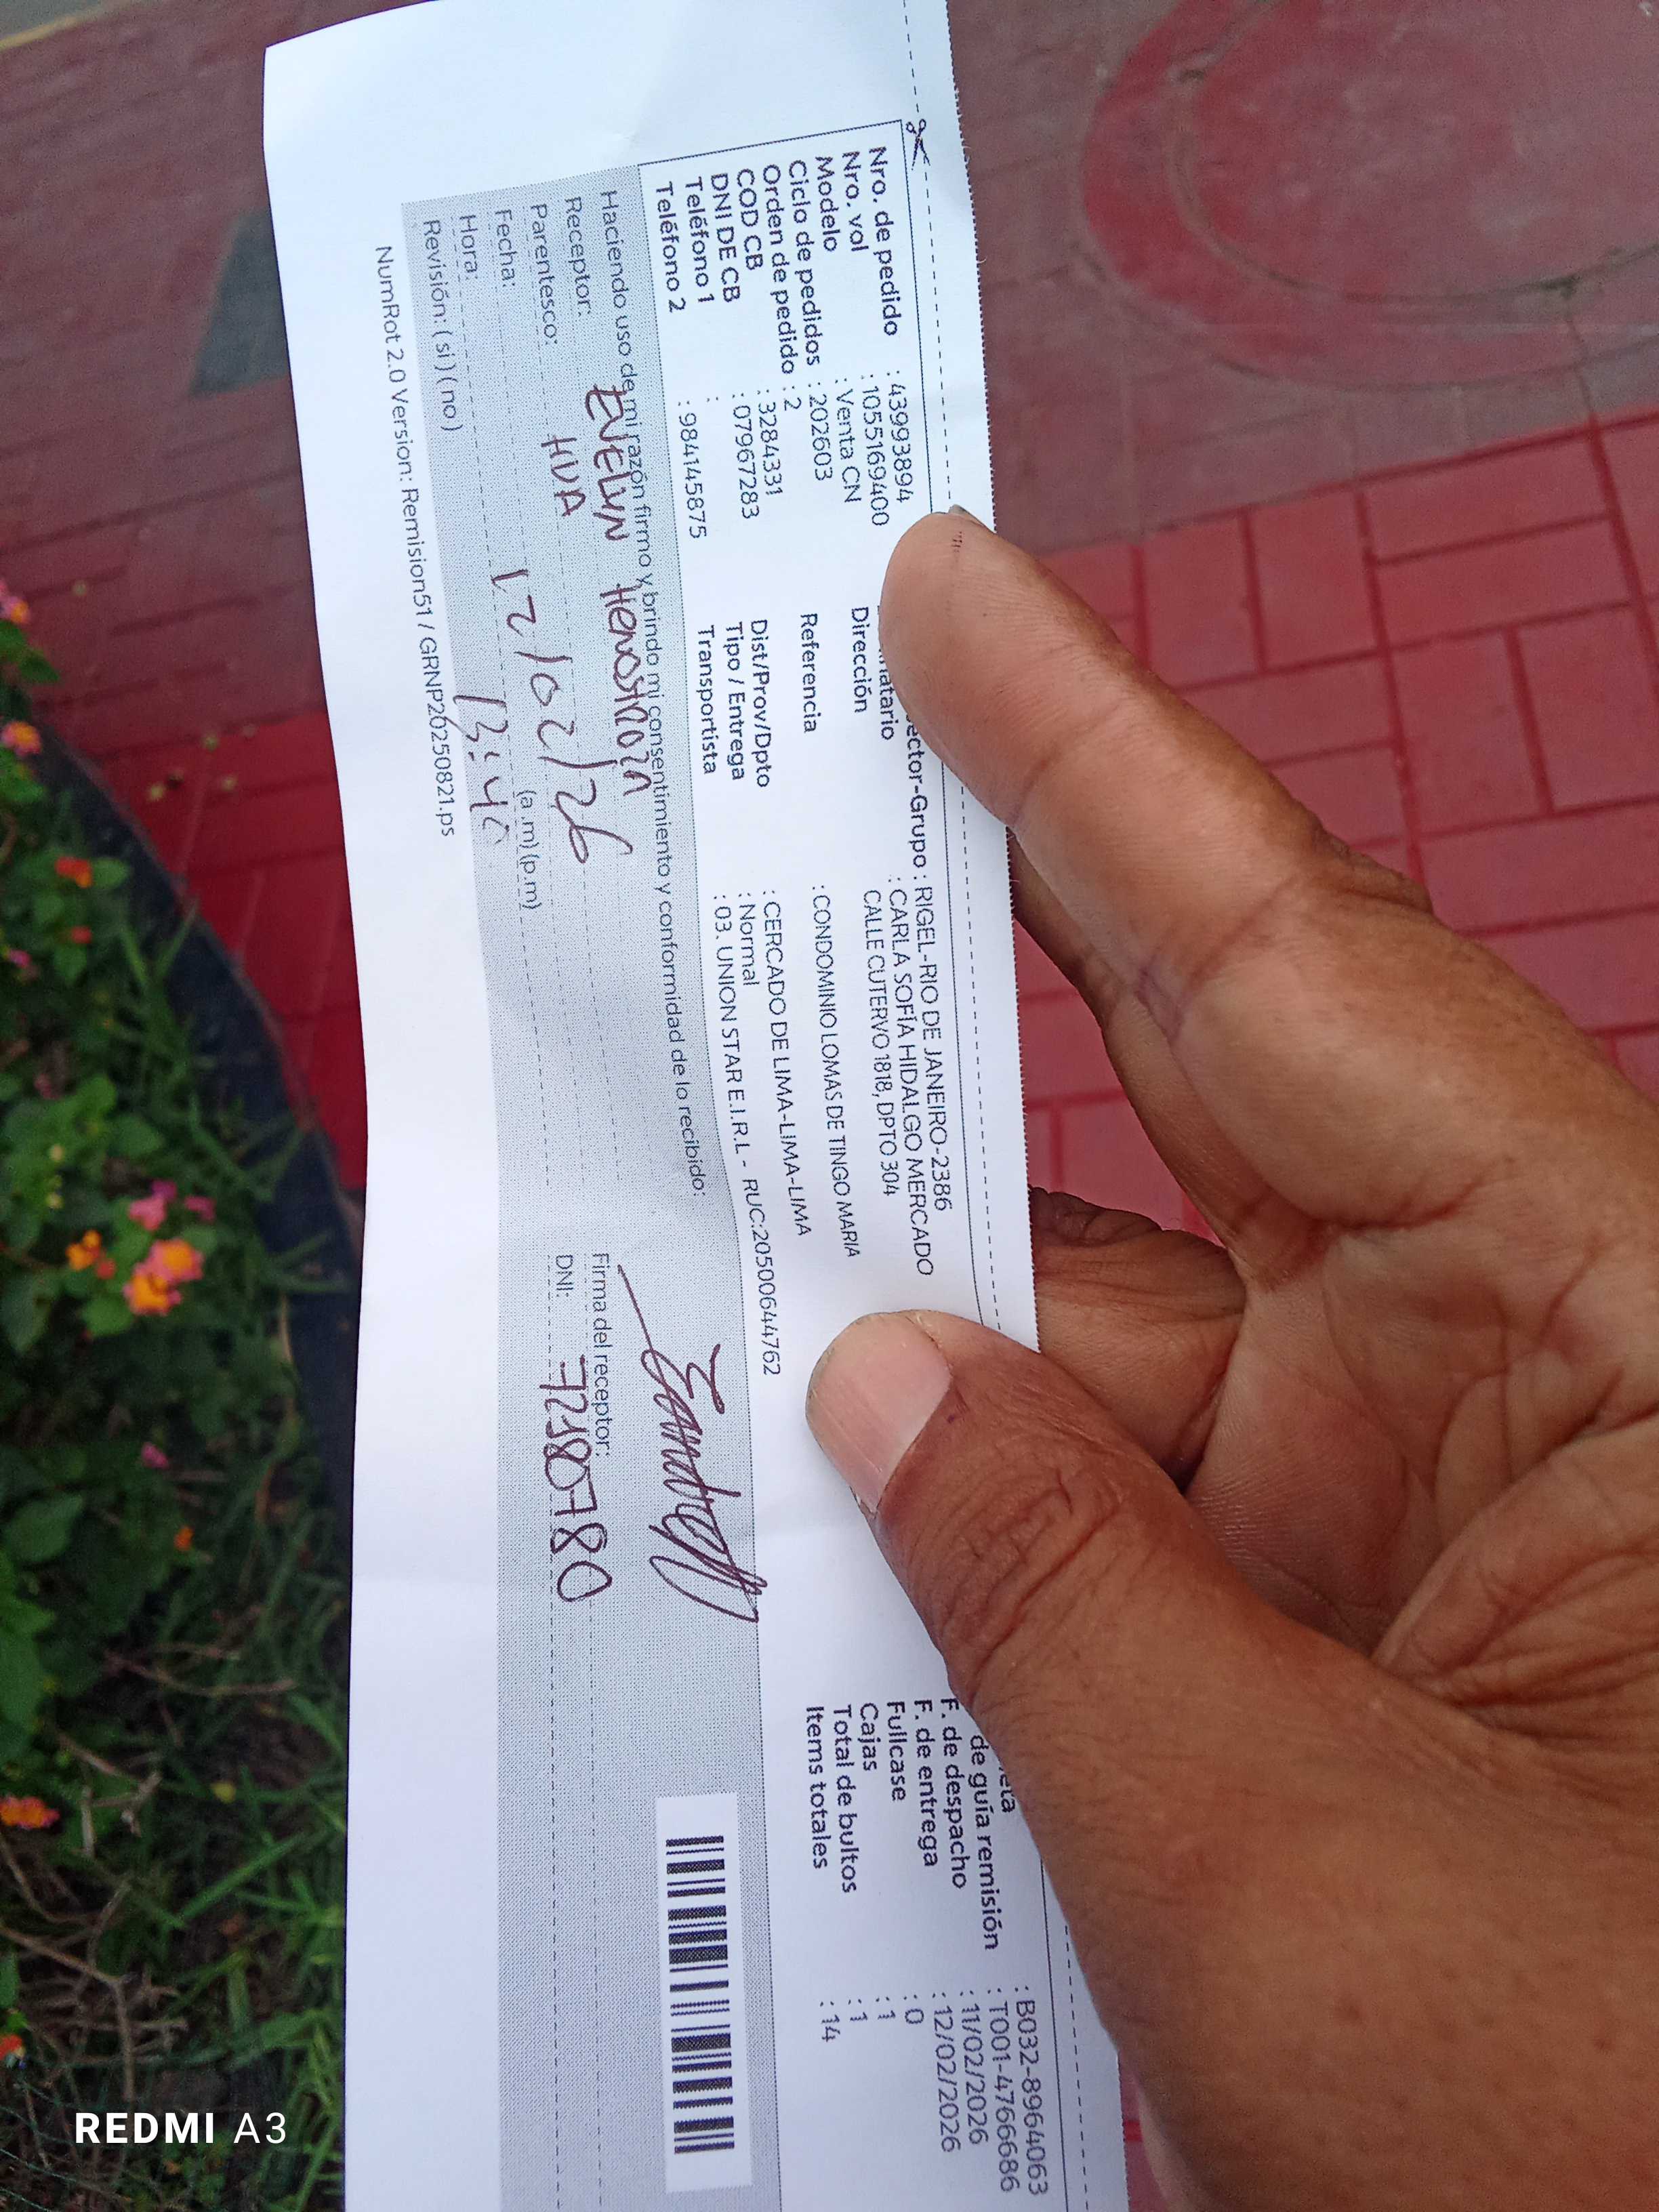 Nro. de pedido : 43993894
Nro. vol : 1055169400
Modelo : Venta CN
Ciclo de pedidos : 202603
Orden de pedido : 2
COD CB : 3284331
DNI DE CB : 07967283
Teléfono 1 :
Teléfono 2 : 984145875
ector-Grupo : RIGEL-RIO DE JANEIRO-2386
natario : CARLA SOFÍA HIDALGO MERCADO
Dirección CALLE CUTERVO 1818, DPTO 304
Referencia : CONDOMINIO LOMAS DE TINGO MARIA
Dist/Prov/Dpto : CERCADO DE LIMA-LIMA-LIMA
Tipo / Entrega : Normal
Transportista : 03. UNION STAR E.I.R.L - RUC:20500644762
leta : B032-8964063
de guía remisión : T001-47666686
F. de despacho : 11/02/2026
F. de entrega : 12/02/2026
Fullcase : 0
Cajas : 1
Total de bultos : 1
Items totales : 14
Haciendo uso de mi razón firmo y brindo mi consentimiento y conformidad de lo recibido:
Receptor: EVELYN
Parentesco: HVA
Fecha: 12/02/26
Hora: 13:40 (a.m)(p.m)
Revisión: (si)(no)
Firma del receptor:
DNI: 72180780
NumRot 2.0 Version: Remision51 / GRNP20250821.ps
REDMI A3